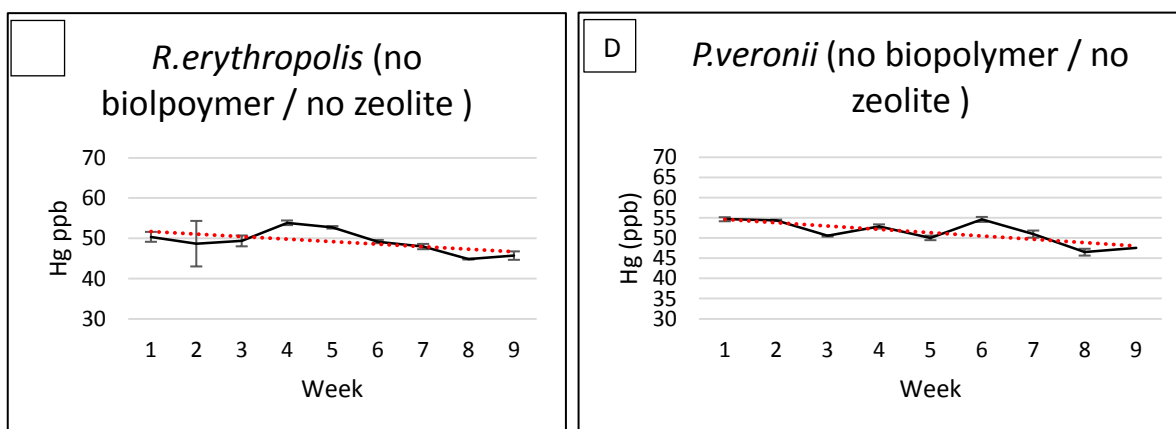 R.erythropolis (no
biolpoymer / no zeolite )
70
60
50
40
30
Hg ppb
1 2 3 4 5 6 7 8 9
Week
D
P.veronii (no biopolymer / no
zeolite )
70
65
60
55
50
45
40
35
30
Hg (ppb)
1 2 3 4 5 6 7 8 9
Week